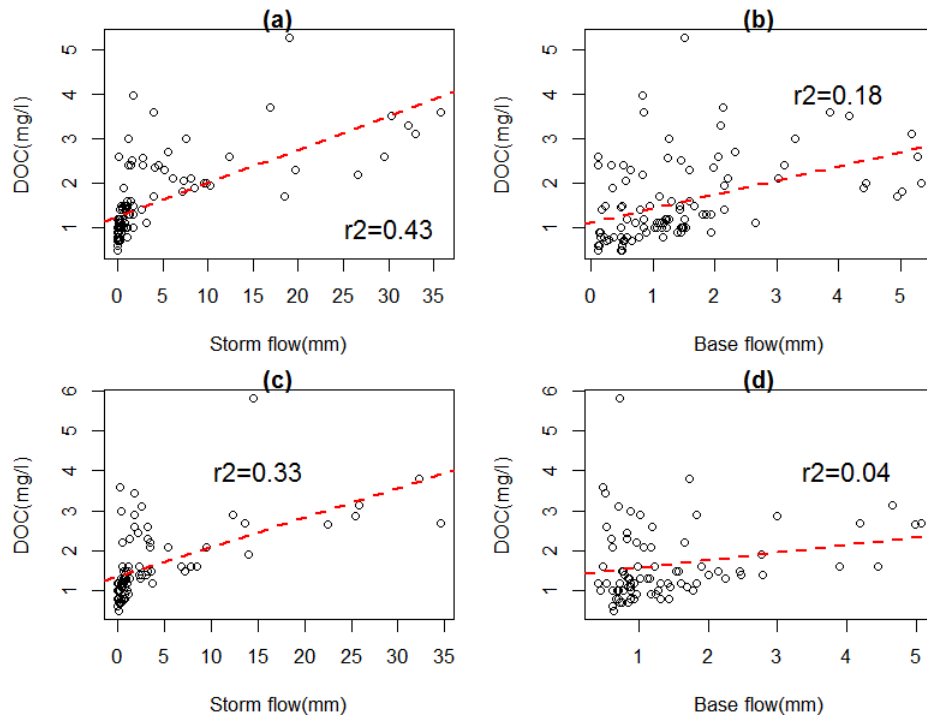 (a)
5
4
3
2
1
DOC(mg/l)
r2=0.43
0 5 10 15 20 25 30 35
Storm flow(mm)
(b)
5
4
3
2
1
DOC(mg/l)
r2=0.18
0 1 2 3 4 5
Base flow(mm)
(c)
6
5
4
3
2
1
DOC(mg/l)
r2=0.33
0 5 10 15 20 25 30 35
Storm flow(mm)
(d)
6
5
4
3
2
1
DOC(mg/l)
r2=0.04
1 2 3 4 5
Base flow(mm)